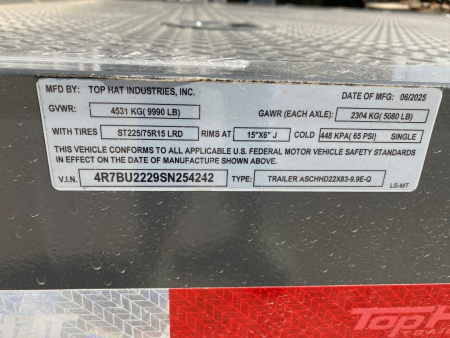 MFD BY: TOP HAT INDUSTRIES, INC. DATE OF MFG: 06/2025
GVWR: 4531 KG( 9990 LB) GAWR (EACH AXLE): 2304 KG( 5080 LB)
WITH TIRES ST225/75R15 LRD RIMS AT 15"X6" J COLD 448 KPA( 65 PSI) SINGLE
THIS VEHICLE CONFORMS TO ALL APPLICABLE U.S. FEDERAL MOTOR VEHICLE SAFETY STANDARDS
IN EFFECT ON THE DATE OF MANUFACTURE SHOWN ABOVE.
V.I.N. 4R7BU2229SN254242 TYPE: TRAILER ASCHHD22X83-9.9E-Q
LS-MT
Top H